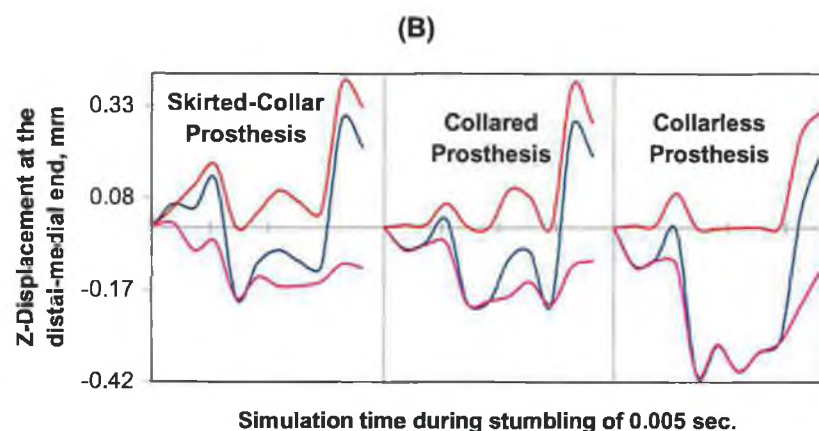 (B)
Z-Displacement at the
distal-medial end, mm
0.33
0.08
-0.17
-0.42
Skirted-Collar
Prosthesis
Collared
Prosthesis
Collarless
Prosthesis
Simulation time during stumbling of 0.005 sec.